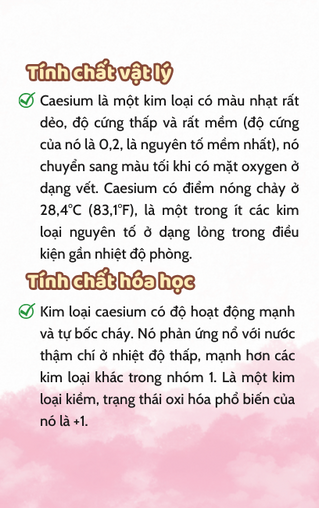 Tính chất vật lý
Caesium là một kim loại có màu nhạt rất
dẻo, độ cứng thấp và rất mềm (độ cứng
của nó là 0,2, là nguyên tố mềm nhất), nó
chuyển sang màu tối khi có mặt oxygen ở
dạng vết. Caesium có điểm nóng chảy ở
28,4°C (83,1°F), là một trong ít các kim
loại nguyên tố ở dạng lỏng trong điều
kiện gần nhiệt độ phòng.
Tính chất hóa học
Kim loại caesium có độ hoạt động mạnh
và tự bốc cháy. Nó phản ứng nổ với nước
thậm chí ở nhiệt độ thấp, mạnh hơn các
kim loại khác trong nhóm 1. Là một kim
loại kiềm, trạng thái oxi hóa phổ biến của
nó là +1.